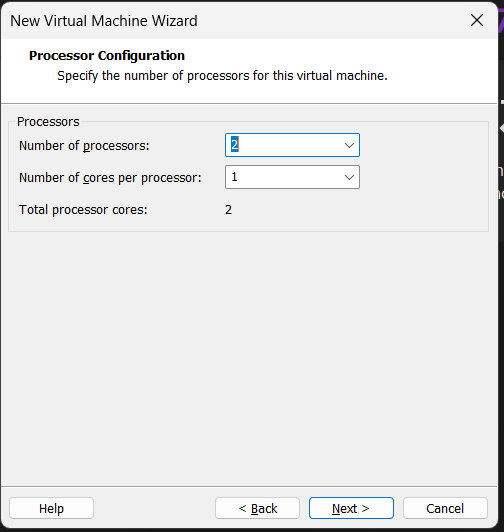 New Virtual Machine Wizard
Processor Configuration
Specify the number of processors for this virtual machine.
Processors
Number of processors: 2
Number of cores per processor: 1
Total processor cores: 2
Help < Back Next > Cancel